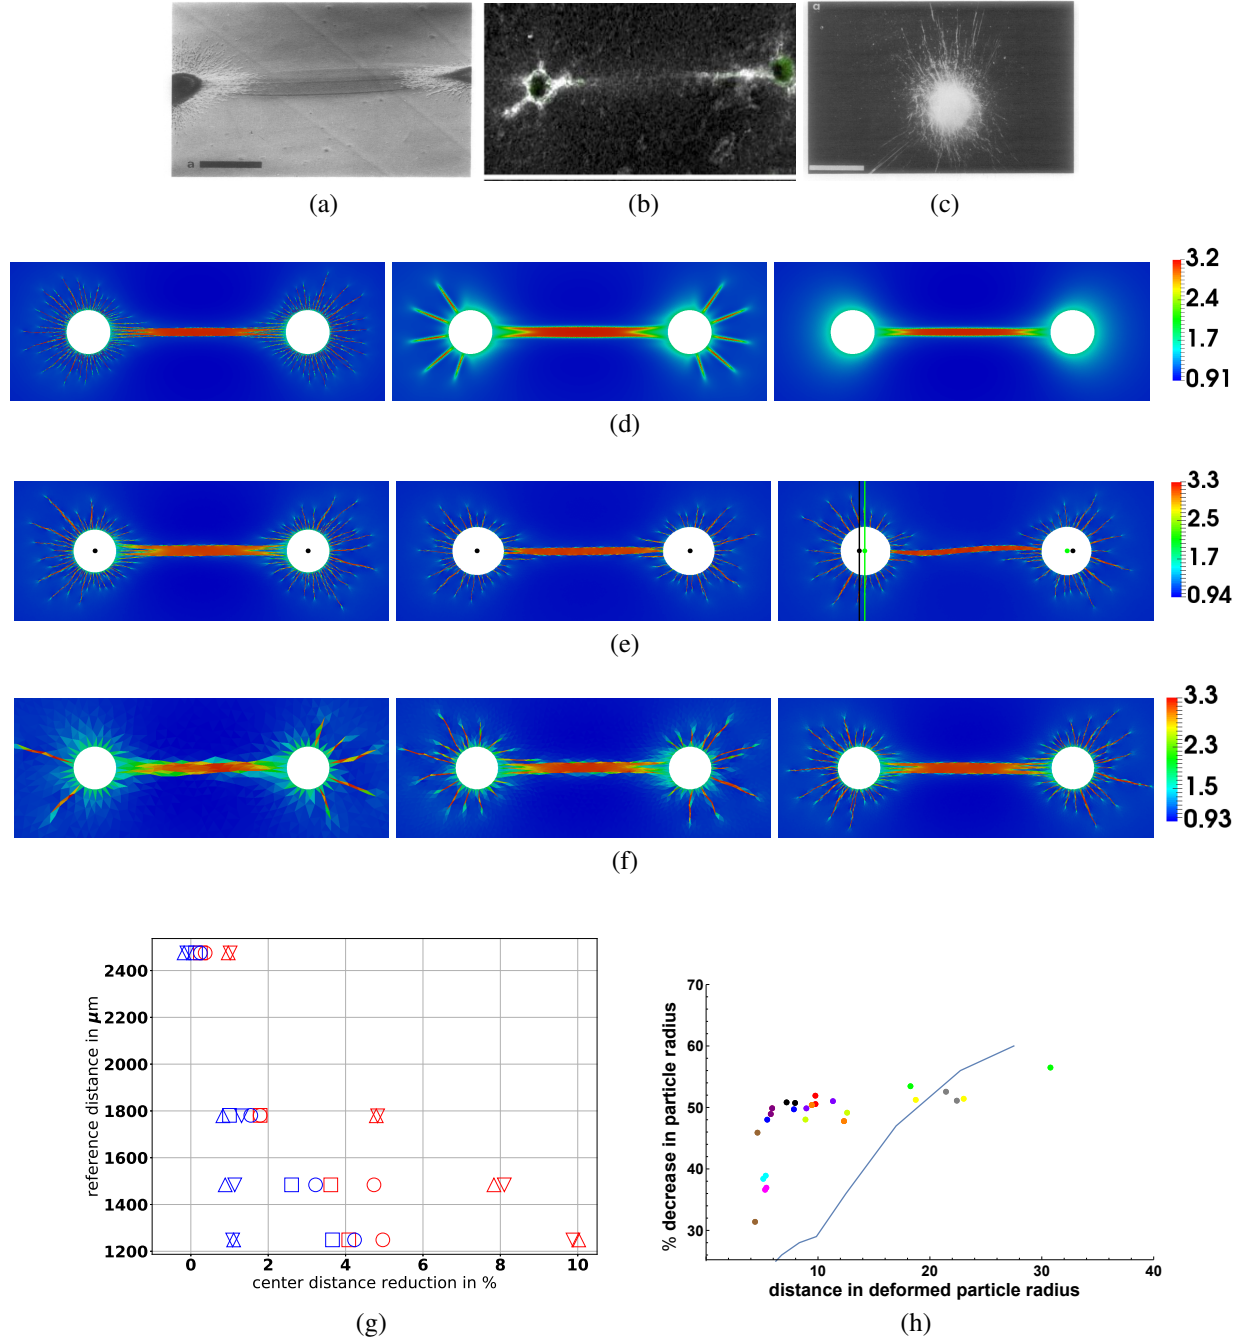 a
a
(a)
(b)
(c)
3.2
2.4
1.7
0.91
(d)
3.3
2.5
1.7
0.94
(e)
3.3
2.3
1.5
0.93
(f)
reference distance in μm
2400
2200
2000
1800
1600
1400
1200
0 2 4 6 8 10
center distance reduction in %
(g)
% decrease in particle radius
70
60
50
40
30
10 20 30 40
distance in deformed particle radius
(h)